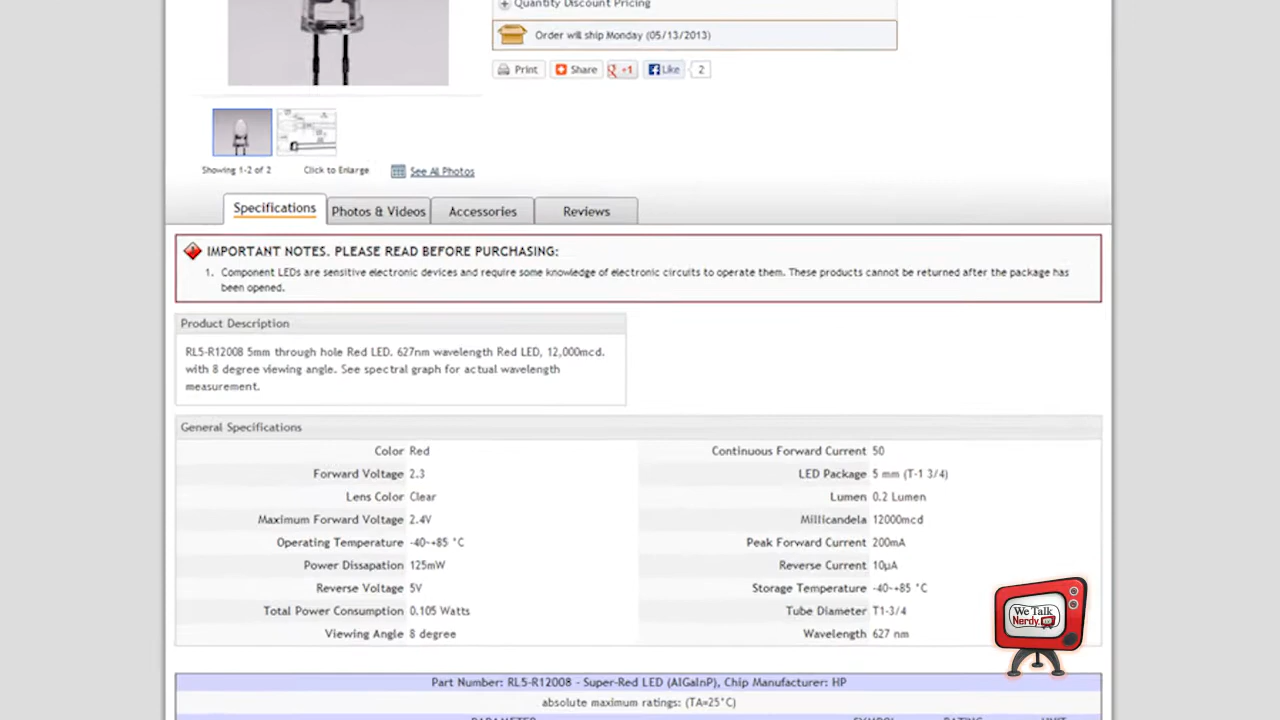 Quantity Discount Pricing
Order will ship Monday (05/13/2013)
Print Share +1 Like 2
Showing 1-2 of 2 Click to Enlarge See All Photos
Specifications Photos & Videos Accessories Reviews
IMPORTANT NOTES. PLEASE READ BEFORE PURCHASING:
1. Component LEDs are sensitive electronic devices and require some knowledge of electronic circuits to operate them. These products cannot be returned after the package has
been opened.
Product Description
RL5-R12008 5mm through hole Red LED. 627nm wavelength Red LED, 12,000mcd.
with 8 degree viewing angle. See spectral graph for actual wavelength
measurement.
General Specifications
Color Red Continuous Forward Current 50
Forward Voltage 2.3 LED Package 5 mm (T-1 3/4)
Lens Color Clear Lumen 0.2 Lumen
Maximum Forward Voltage 2.4V Millicandela 12000mcd
Operating Temperature -40~+85 °C Peak Forward Current 200mA
Power Dissapation 125mW Reverse Current 10µA
Reverse Voltage 5V Storage Temperature -40~+85 °C
Total Power Consumption 0.105 Watts Tube Diameter T1-3/4
Viewing Angle 8 degree Wavelength 627 nm
We Talk
Nerdy
Part Number: RL5-R12008 - Super-Red LED (AlGaInP), Chip Manufacturer: HP
absolute maximum ratings: (TA=25°C)
PARAMETER SYMBOL RATING UNIT